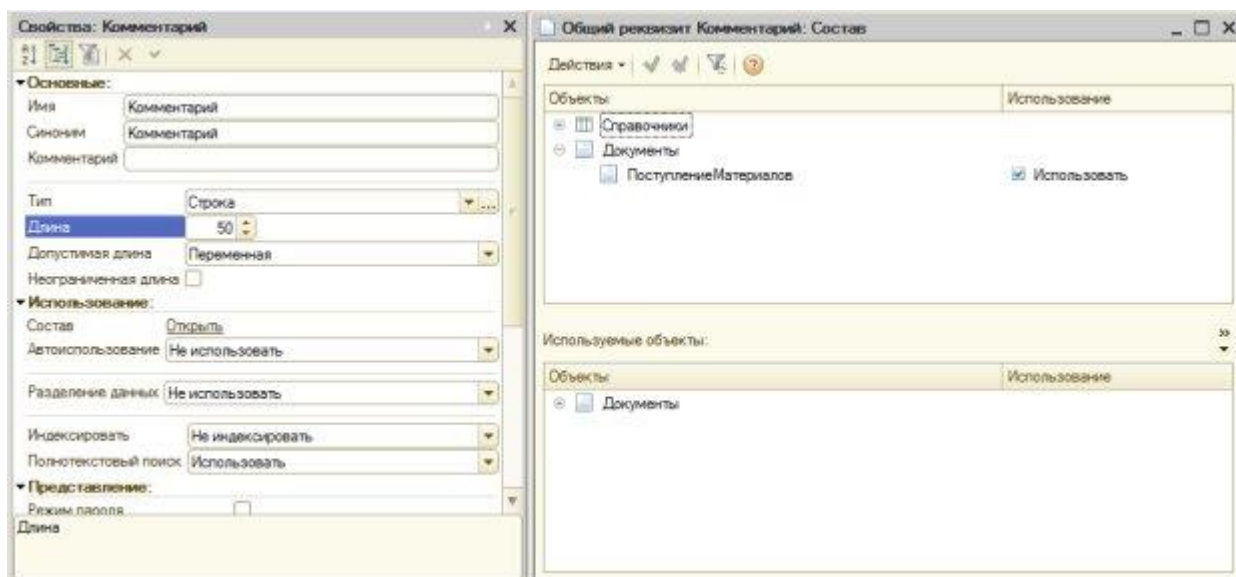 Свойства: Комментарий
Основные:
Имя Комментарий
Синоним Комментарий
Комментарий
Тип Строка
Длина 50
Допустимая длина Переменная
Неограниченная длина
Использование:
Состав Открыть
Автоиспользование Не использовать
Разделение данных Не использовать
Индексировать Не индексировать
Полнотекстовый поиск Использовать
Представление:
Режим пароля
Длина
Общий реквизит Комментарий: Состав
Действия
Объекты Использование
Справочники
Документы
ПоступлениеМатериалов Использовать
Используемые объекты:
Объекты Использование
Документы